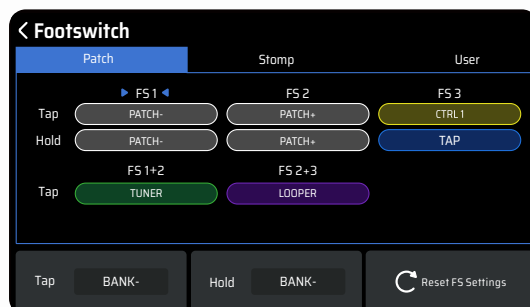 Footswitch
Patch Stomp User
FS 1 FS 2 FS 3
Tap PATCH- PATCH+ CTRL 1
Hold PATCH- PATCH+ TAP
FS 1+2 FS 2+3
Tap TUNER LOOPER
Tap BANK- Hold BANK- Reset FS Settings